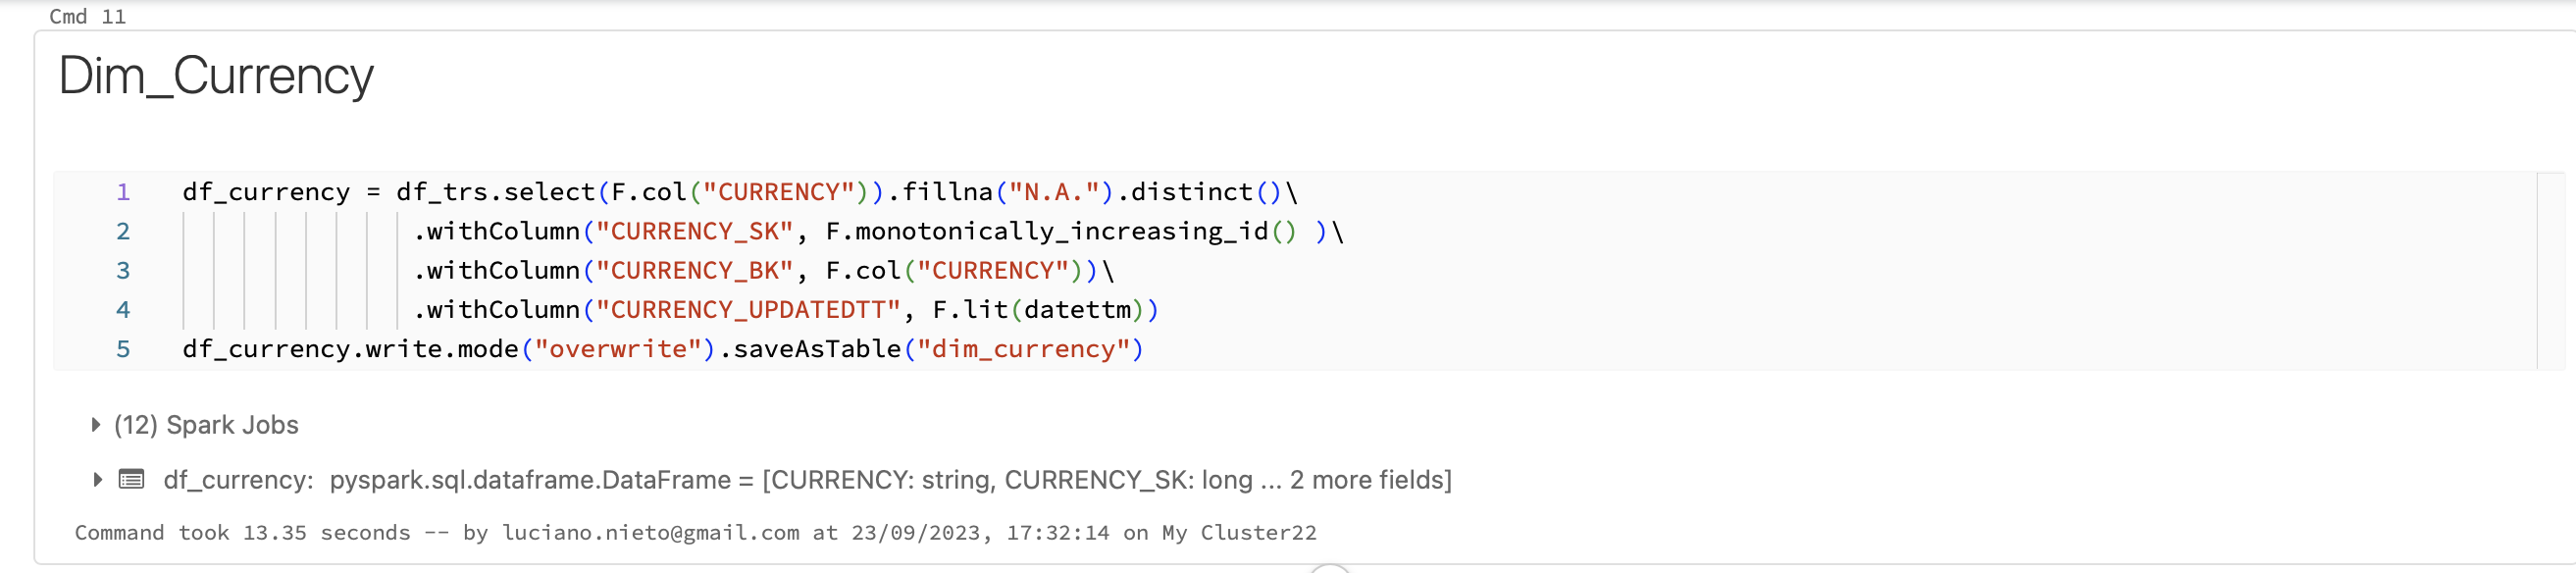 Cmd 11
Dim_Currency
1 df_currency = df_trs.select(F.col("CURRENCY")).fillna("N.A.").distinct()\
2 .withColumn("CURRENCY_SK", F.monotonically_increasing_id() )\
3 .withColumn("CURRENCY_BK", F.col("CURRENCY"))\
4 .withColumn("CURRENCY_UPDATEDTT", F.lit(datettm))
5 df_currency.write.mode("overwrite").saveAsTable("dim_currency")
(12) Spark Jobs
df_currency: pyspark.sql.dataframe.DataFrame = [CURRENCY: string, CURRENCY_SK: long ... 2 more fields]
Command took 13.35 seconds -- by luciano.nieto@gmail.com at 23/09/2023, 17:32:14 on My Cluster22